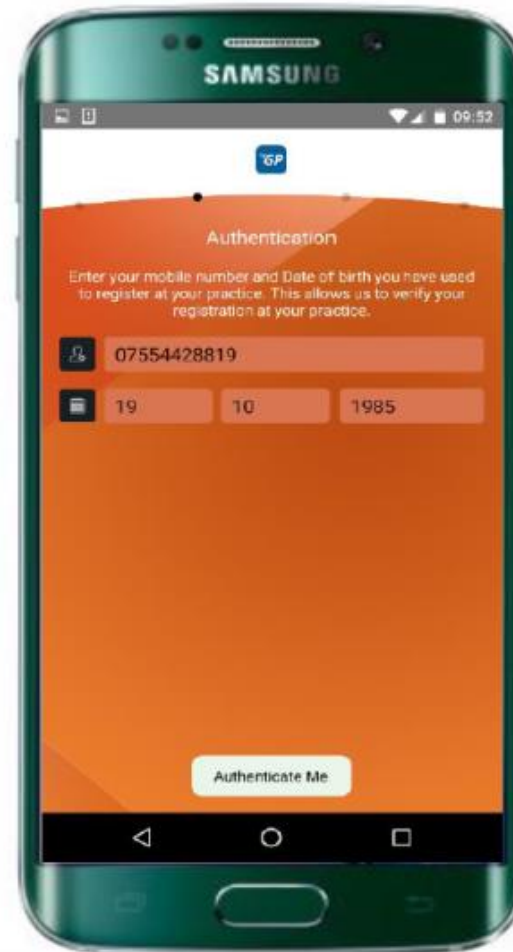 SAMSUNG
09:52
GP
Authentication
Enter your mobile number and Date of birth you have used
to register at your practice. This allows us to verify your
registration at your practice.
07554428819
19 10 1985
Authenticate Me